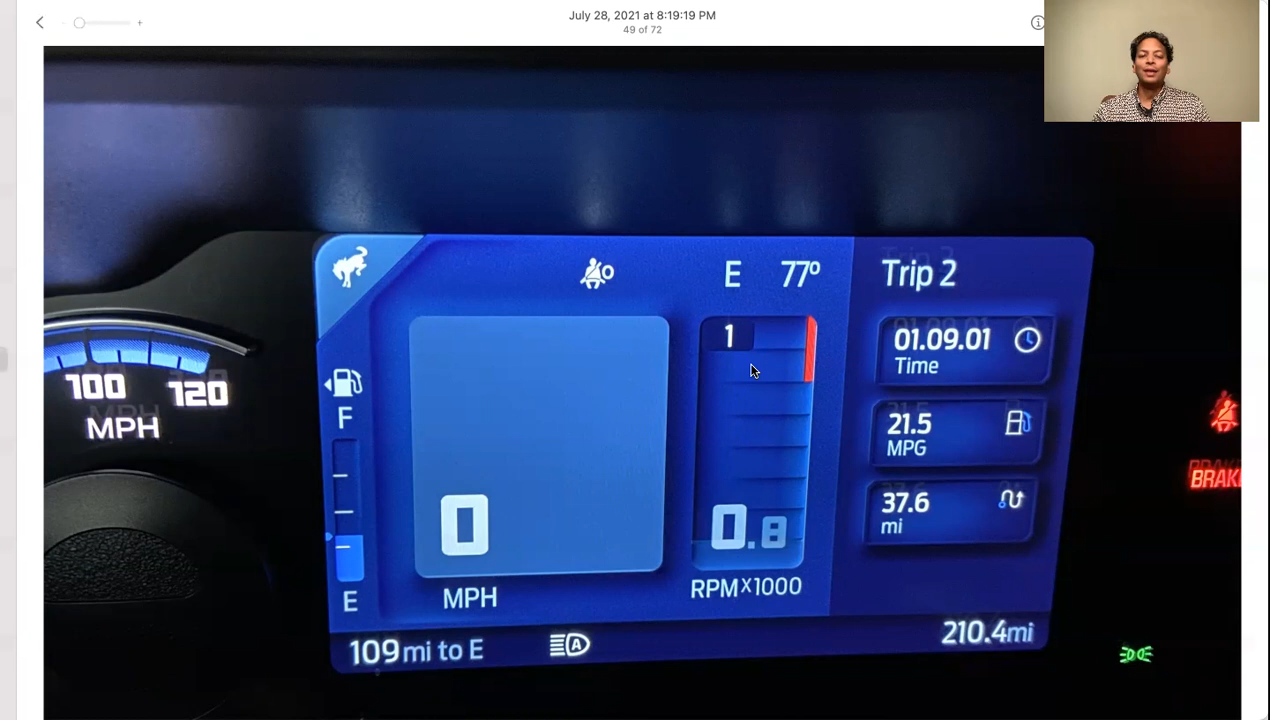 July 28, 2021 at 8:19:19 PM
49 of 72
E 77°
Trip 2
1
01.09.01
Time
100 120
MPH
F
21.5
MPG
BRAK
37.6
mi
0
0.8
E
MPH
RPMX1000
109 mi to E
A
210.4mi